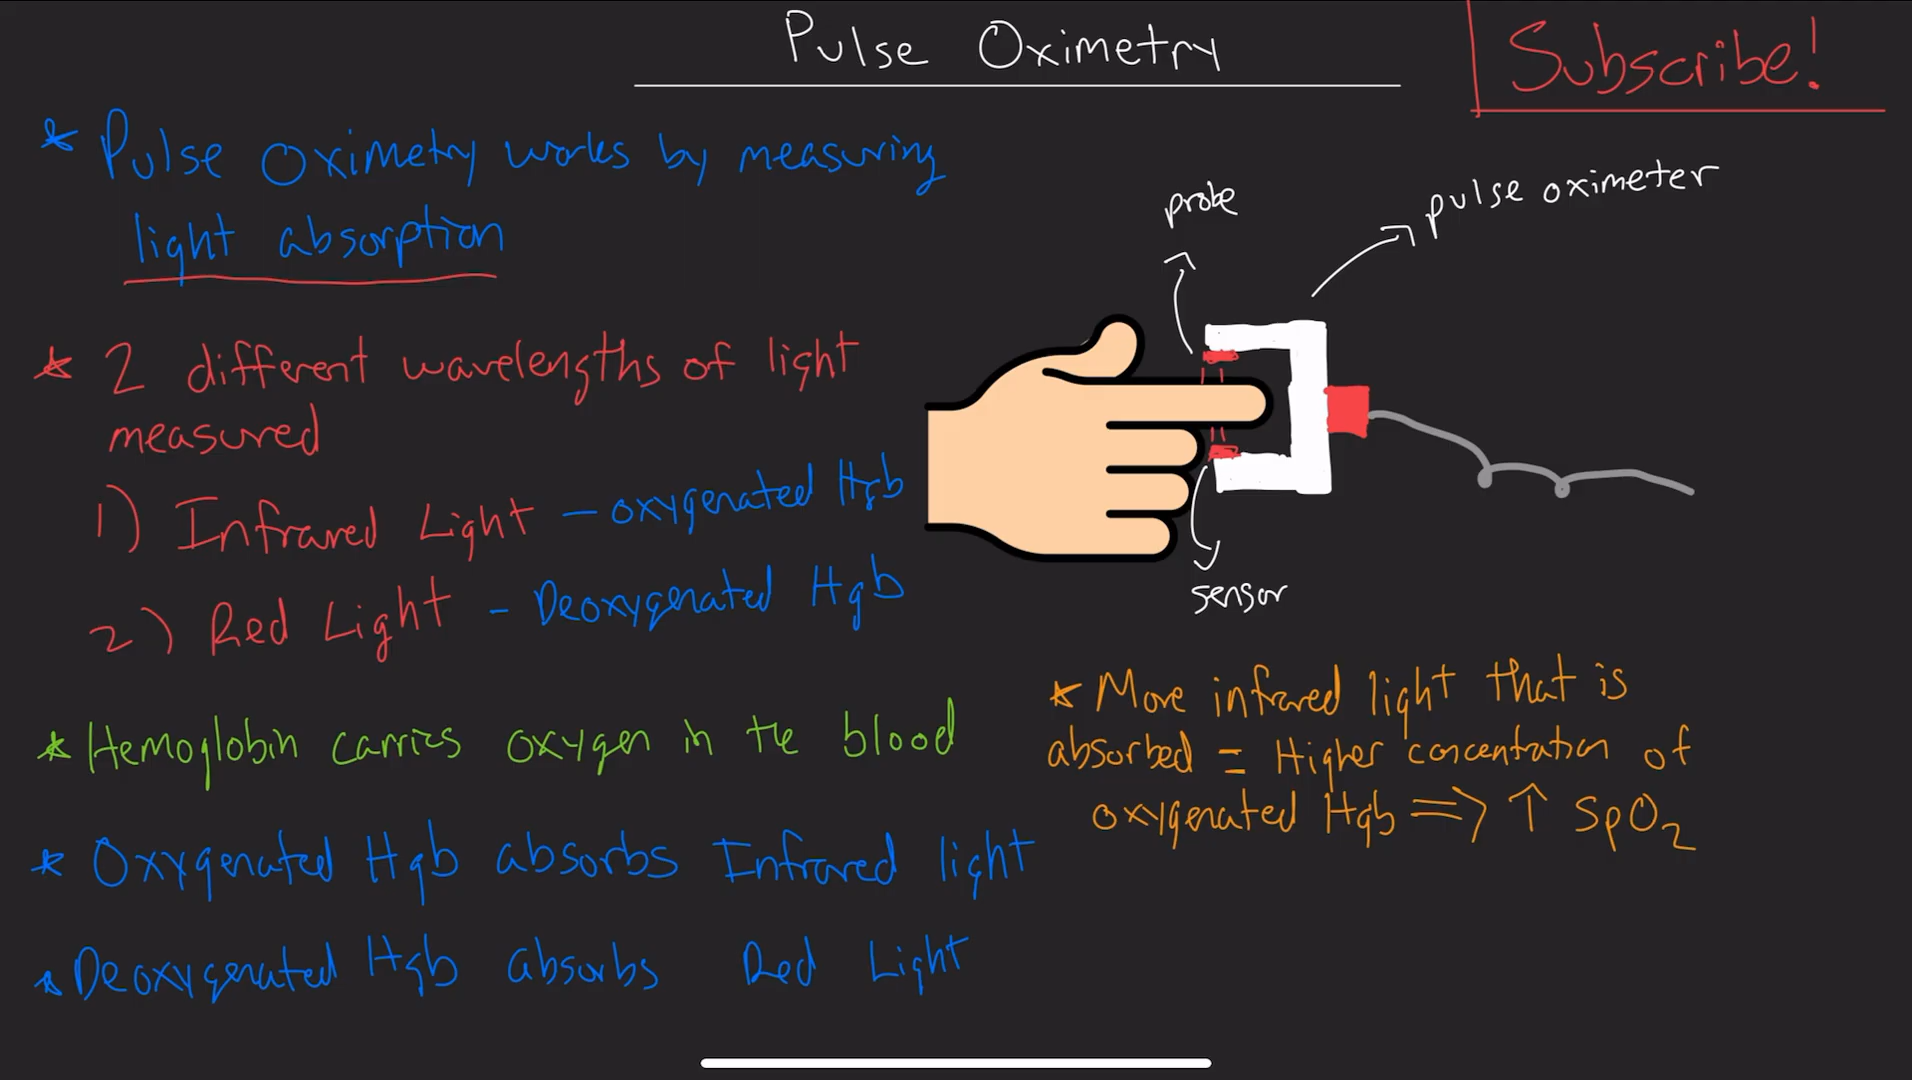 Pulse Oximetry
Subscribe!
* Pulse Oximetry works by measuring
light absorption
* 2 different wavelengths of light
measured
1) Infrared Light - oxygenated Hgb
2) Red Light - Deoxygenated Hgb
* Hemoglobin carries oxygen in the blood
* Oxygenated Hgb absorbs Infrared light
* Deoxygenated Hgb absorbs Red Light
probe
pulse oximeter
sensor
* More infrared light that is
absorbed = Higher concentration of
oxygenated Hgb => ↑ SpO2